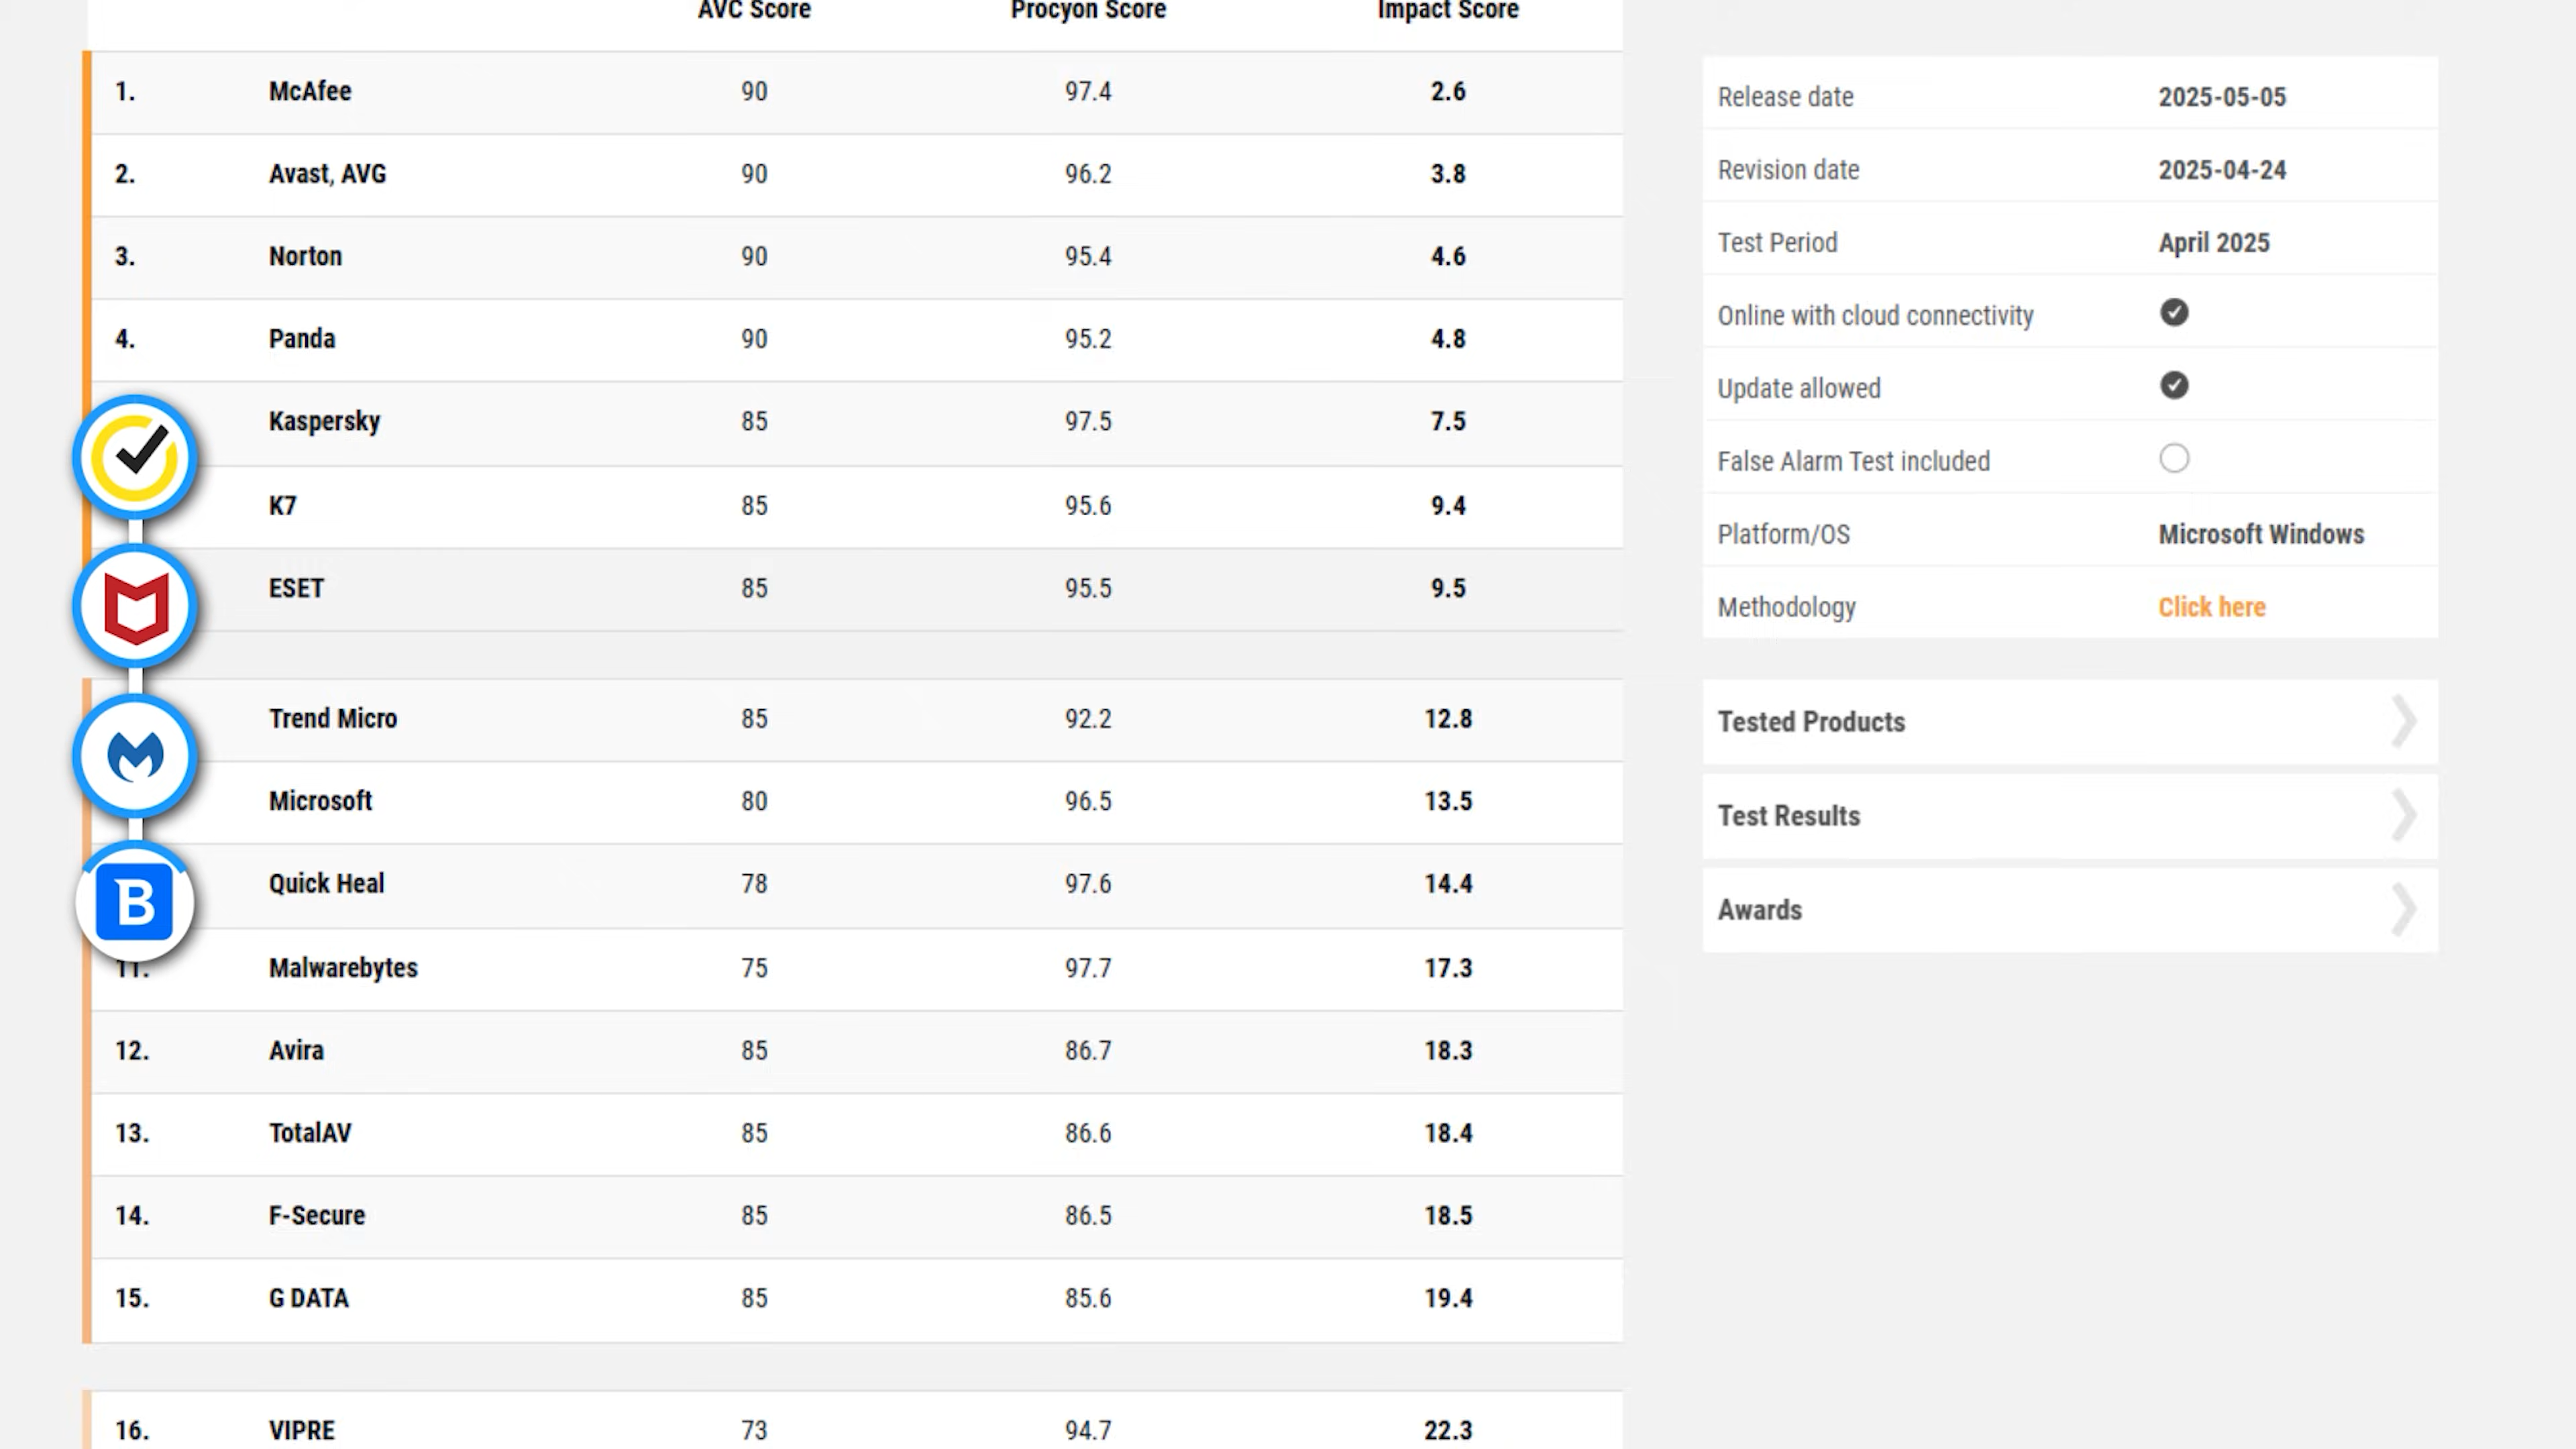 AVC Score Procyon Score Impact Score
1. McAfee 90 97.4 2.6
2. Avast, AVG 90 96.2 3.8
3. Norton 90 95.4 4.6
4. Panda 90 95.2 4.8
Kaspersky 85 97.5 7.5
K7 85 95.6 9.4
ESET 85 95.5 9.5
Trend Micro 85 92.2 12.8
Microsoft 80 96.5 13.5
B
Quick Heal 78 97.6 14.4
11. Malwarebytes 75 97.7 17.3
12. Avira 85 86.7 18.3
13. TotalAV 85 86.6 18.4
14. F-Secure 85 86.5 18.5
15. G DATA 85 85.6 19.4
16. VIPRE 73 94.7 22.3
Release date 2025-05-05
Revision date 2025-04-24
Test Period April 2025
Online with cloud connectivity
Update allowed
False Alarm Test included
Platform/OS Microsoft Windows
Methodology Click here
Tested Products
Test Results
Awards